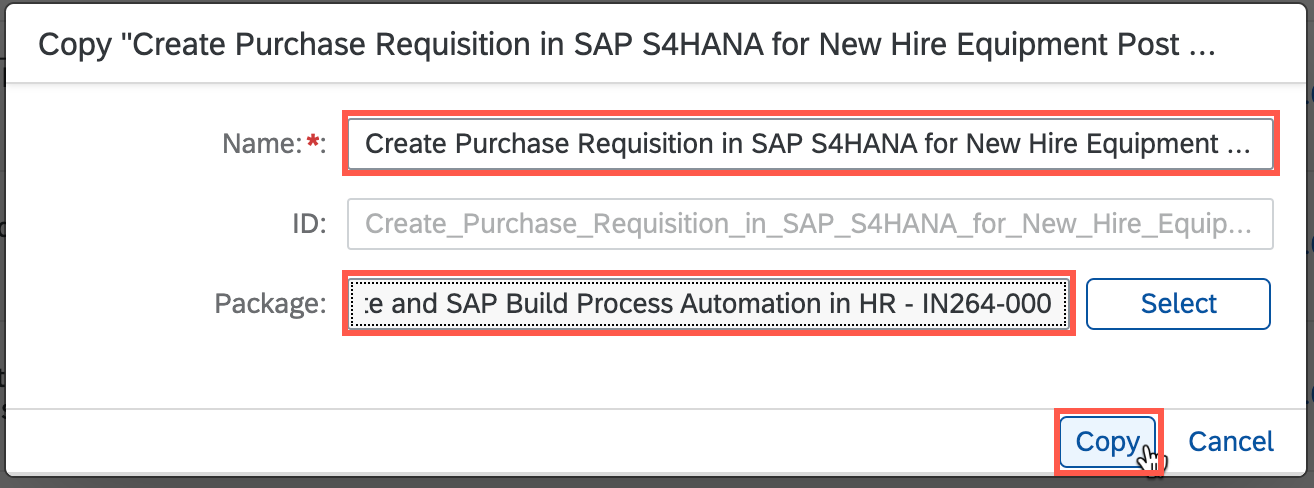 Copy "Create Purchase Requisition in SAP S4HANA for New Hire Equipment Post ...
Name:*: Create Purchase Requisition in SAP S4HANA for New Hire Equipment ...
ID: Create_Purchase_Requisition_in_SAP_S4HANA_for_New_Hire_Equip...
Package: te and SAP Build Process Automation in HR - IN264-000 Select
Copy Cancel